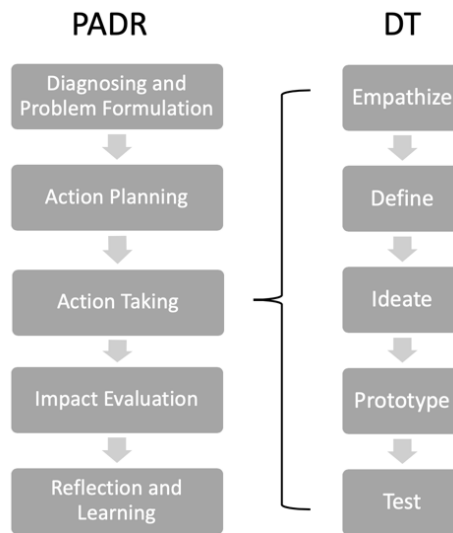 PADR
Diagnosing and
Problem Formulation
Action Planning
Action Taking
Impact Evaluation
Reflection and
Learning
DT
Empathize
Define
Ideate
Prototype
Test